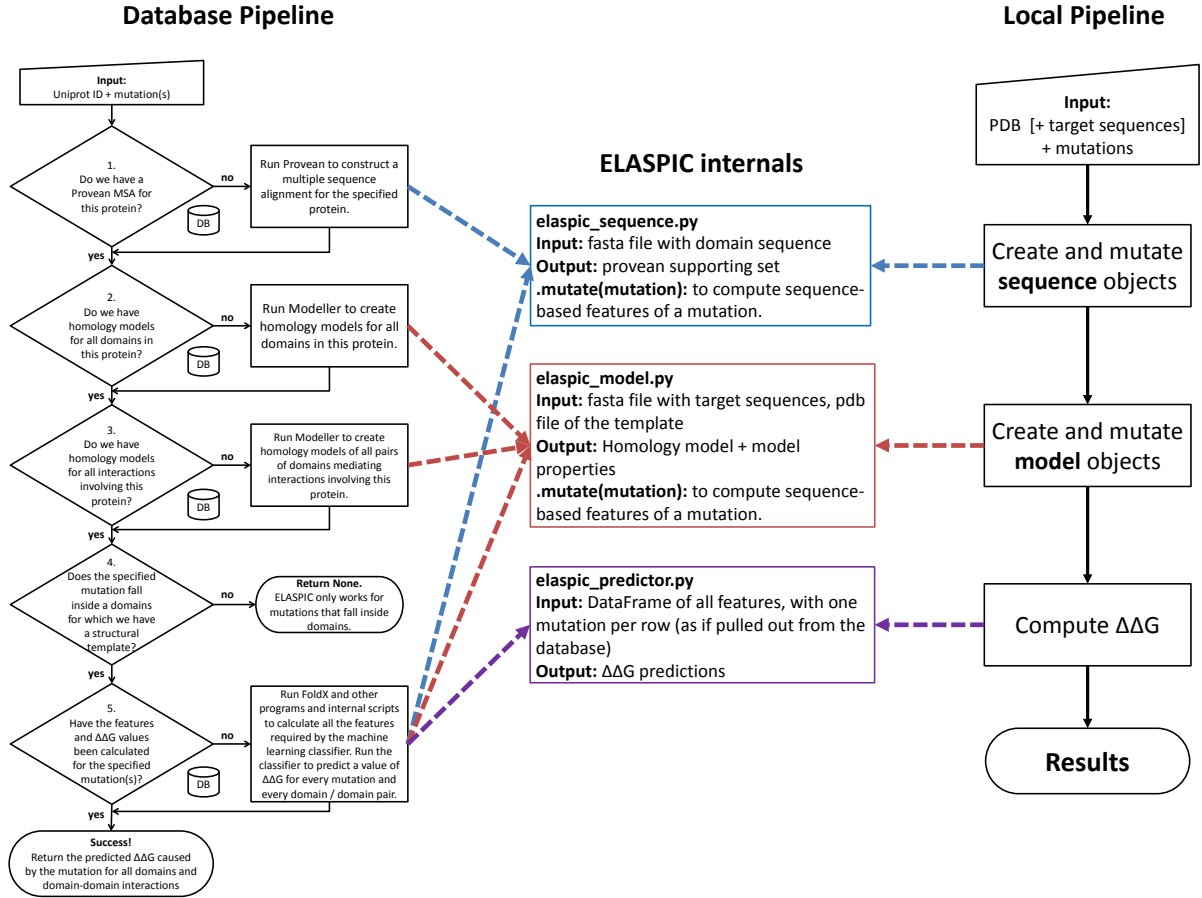 Database Pipeline
Input:
Uniprot ID + mutation(s)
1.
Do we have a
Provean MSA for
this protein?
no
DB
yes
Run Provean to construct a
multiple sequence
alignment for the specified
protein.
2.
Do we have
homology models
for all domains in
this protein?
no
DB
yes
Run Modeller to create
homology models for all
domains in this protein.
3.
Do we have
homology models
for all interactions
involving this
protein?
no
DB
yes
Run Modeller to create
homology models of all pairs
of domains mediating
interactions involving this
protein.
4.
Does the specified
mutation fall
inside a domains
for which we have
a structural
template?
no
yes
Return None.
ELASPIC only works for
mutations that fall inside
domains.
5.
Have the features
and ΔΔG values
been calculated
for the specified
mutation(s)?
no
DB
yes
Run FoldX and other
programs and internal scripts
to calculate all the features
required by the machine
learning classifier. Run the
classifier to predict a value of
ΔΔG for every mutation and
every domain / domain pair.
Success!
Return the predicted ΔΔG caused
by the mutation for all domains and
domain-domain interactions
ELASPIC internals
elaspic_sequence.py
Input: fasta file with domain sequence
Output: provean supporting set
.mutate(mutation): to compute sequence-
based features of a mutation.
elaspic_model.py
Input: fasta file with target sequences, pdb
file of the template
Output: Homology model + model
properties
.mutate(mutation): to compute sequence-
based features of a mutation.
elaspic_predictor.py
Input: DataFrame of all features, with one
mutation per row (as if pulled out from the
database)
Output: ΔΔG predictions
Local Pipeline
Input:
PDB [+ target sequences]
+ mutations
Create and mutate
sequence objects
Create and mutate
model objects
Compute ΔΔG
Results